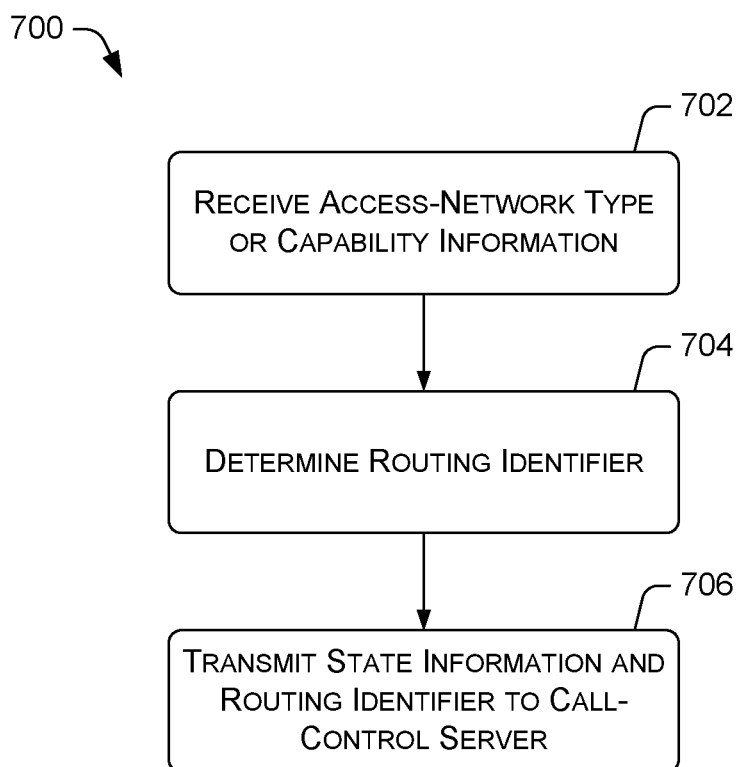 700
702
RECEIVE ACCESS-NETWORK TYPE
OR CAPABILITY INFORMATION
704
DETERMINE ROUTING IDENTIFIER
706
TRANSMIT STATE INFORMATION AND
ROUTING IDENTIFIER TO CALL-
CONTROL SERVER